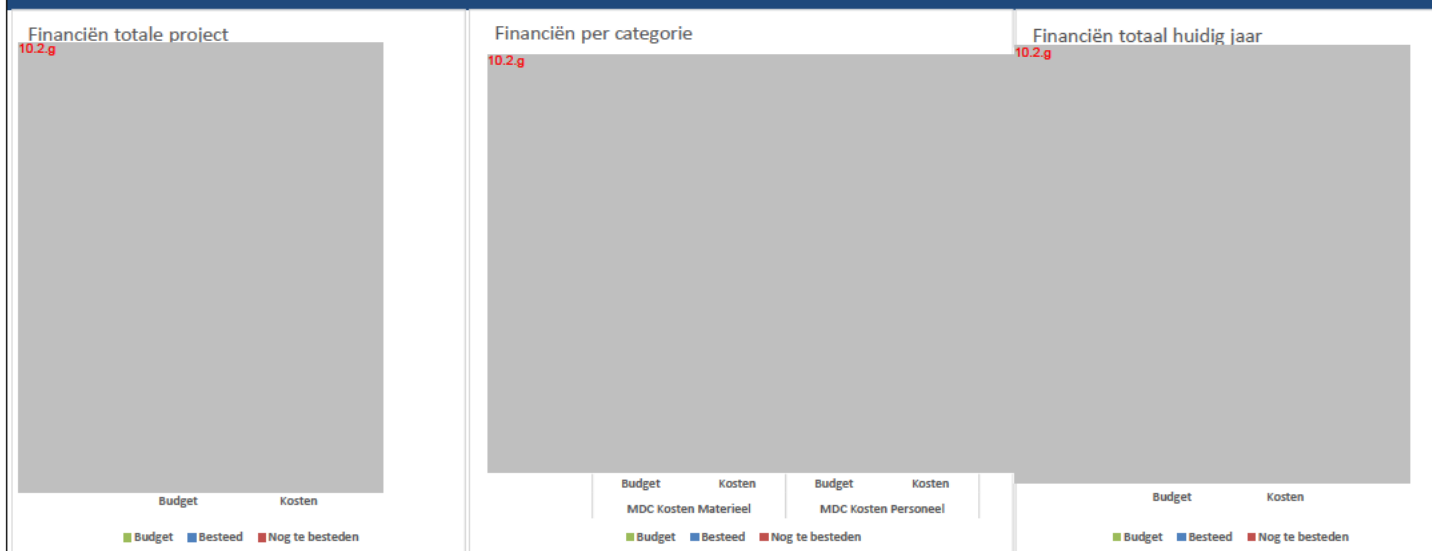 Financiën totale project
10.2.g
Budget Kosten
Budget Besteed Nog te besteden
Financiën per categorie
10.2.g
Budget Kosten Budget Kosten
MDC Kosten Materieel MDC Kosten Personeel
Budget Besteed Nog te besteden
Financiën totaal huidig jaar
10.2.g
Budget Kosten
Budget Besteed Nog te besteden